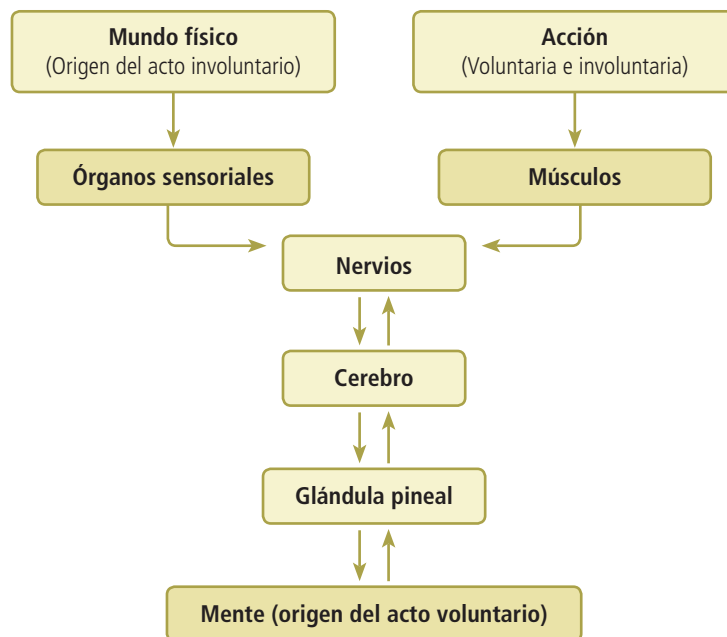 Mundo físico
(Origen del acto involuntario)
Acción
(Voluntaria e involuntaria)
Órganos sensoriales
Músculos
Nervios
Cerebro
Glándula pineal
Mente (origen del acto voluntario)